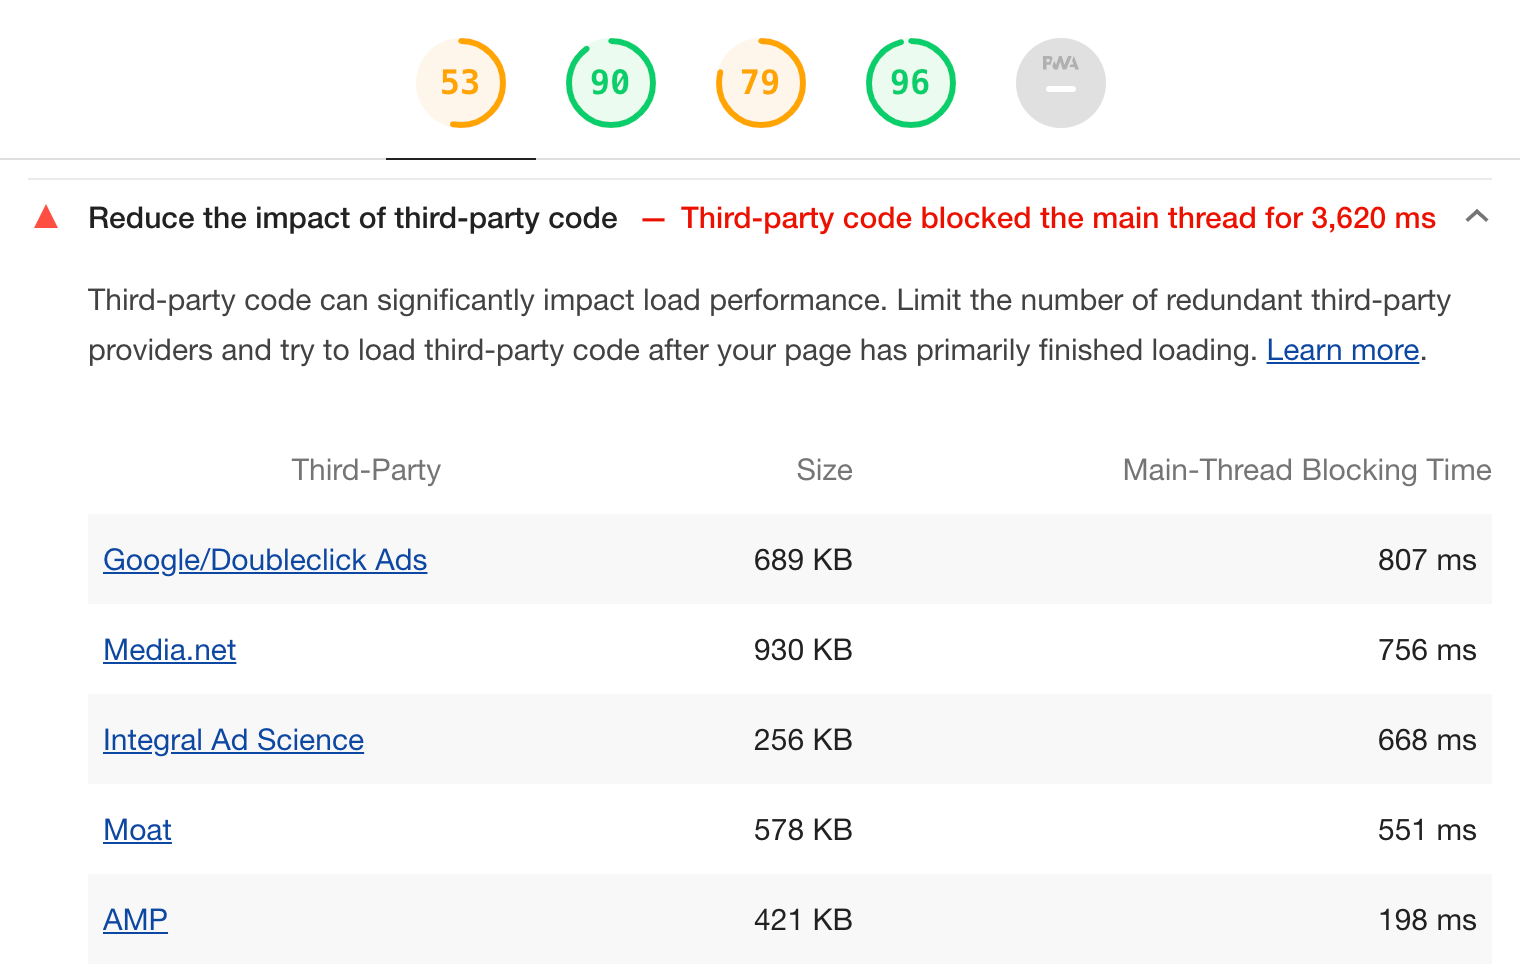 53 90 79 96 PWA
Reduce the impact of third-party code — Third-party code blocked the main thread for 3,620 ms
Third-party code can significantly impact load performance. Limit the number of redundant third-party
providers and try to load third-party code after your page has primarily finished loading. Learn more.
Third-Party Size Main-Thread Blocking Time
Google/Doubleclick Ads 689 KB 807 ms
Media.net 930 KB 756 ms
Integral Ad Science 256 KB 668 ms
Moat 578 KB 551 ms
AMP 421 KB 198 ms